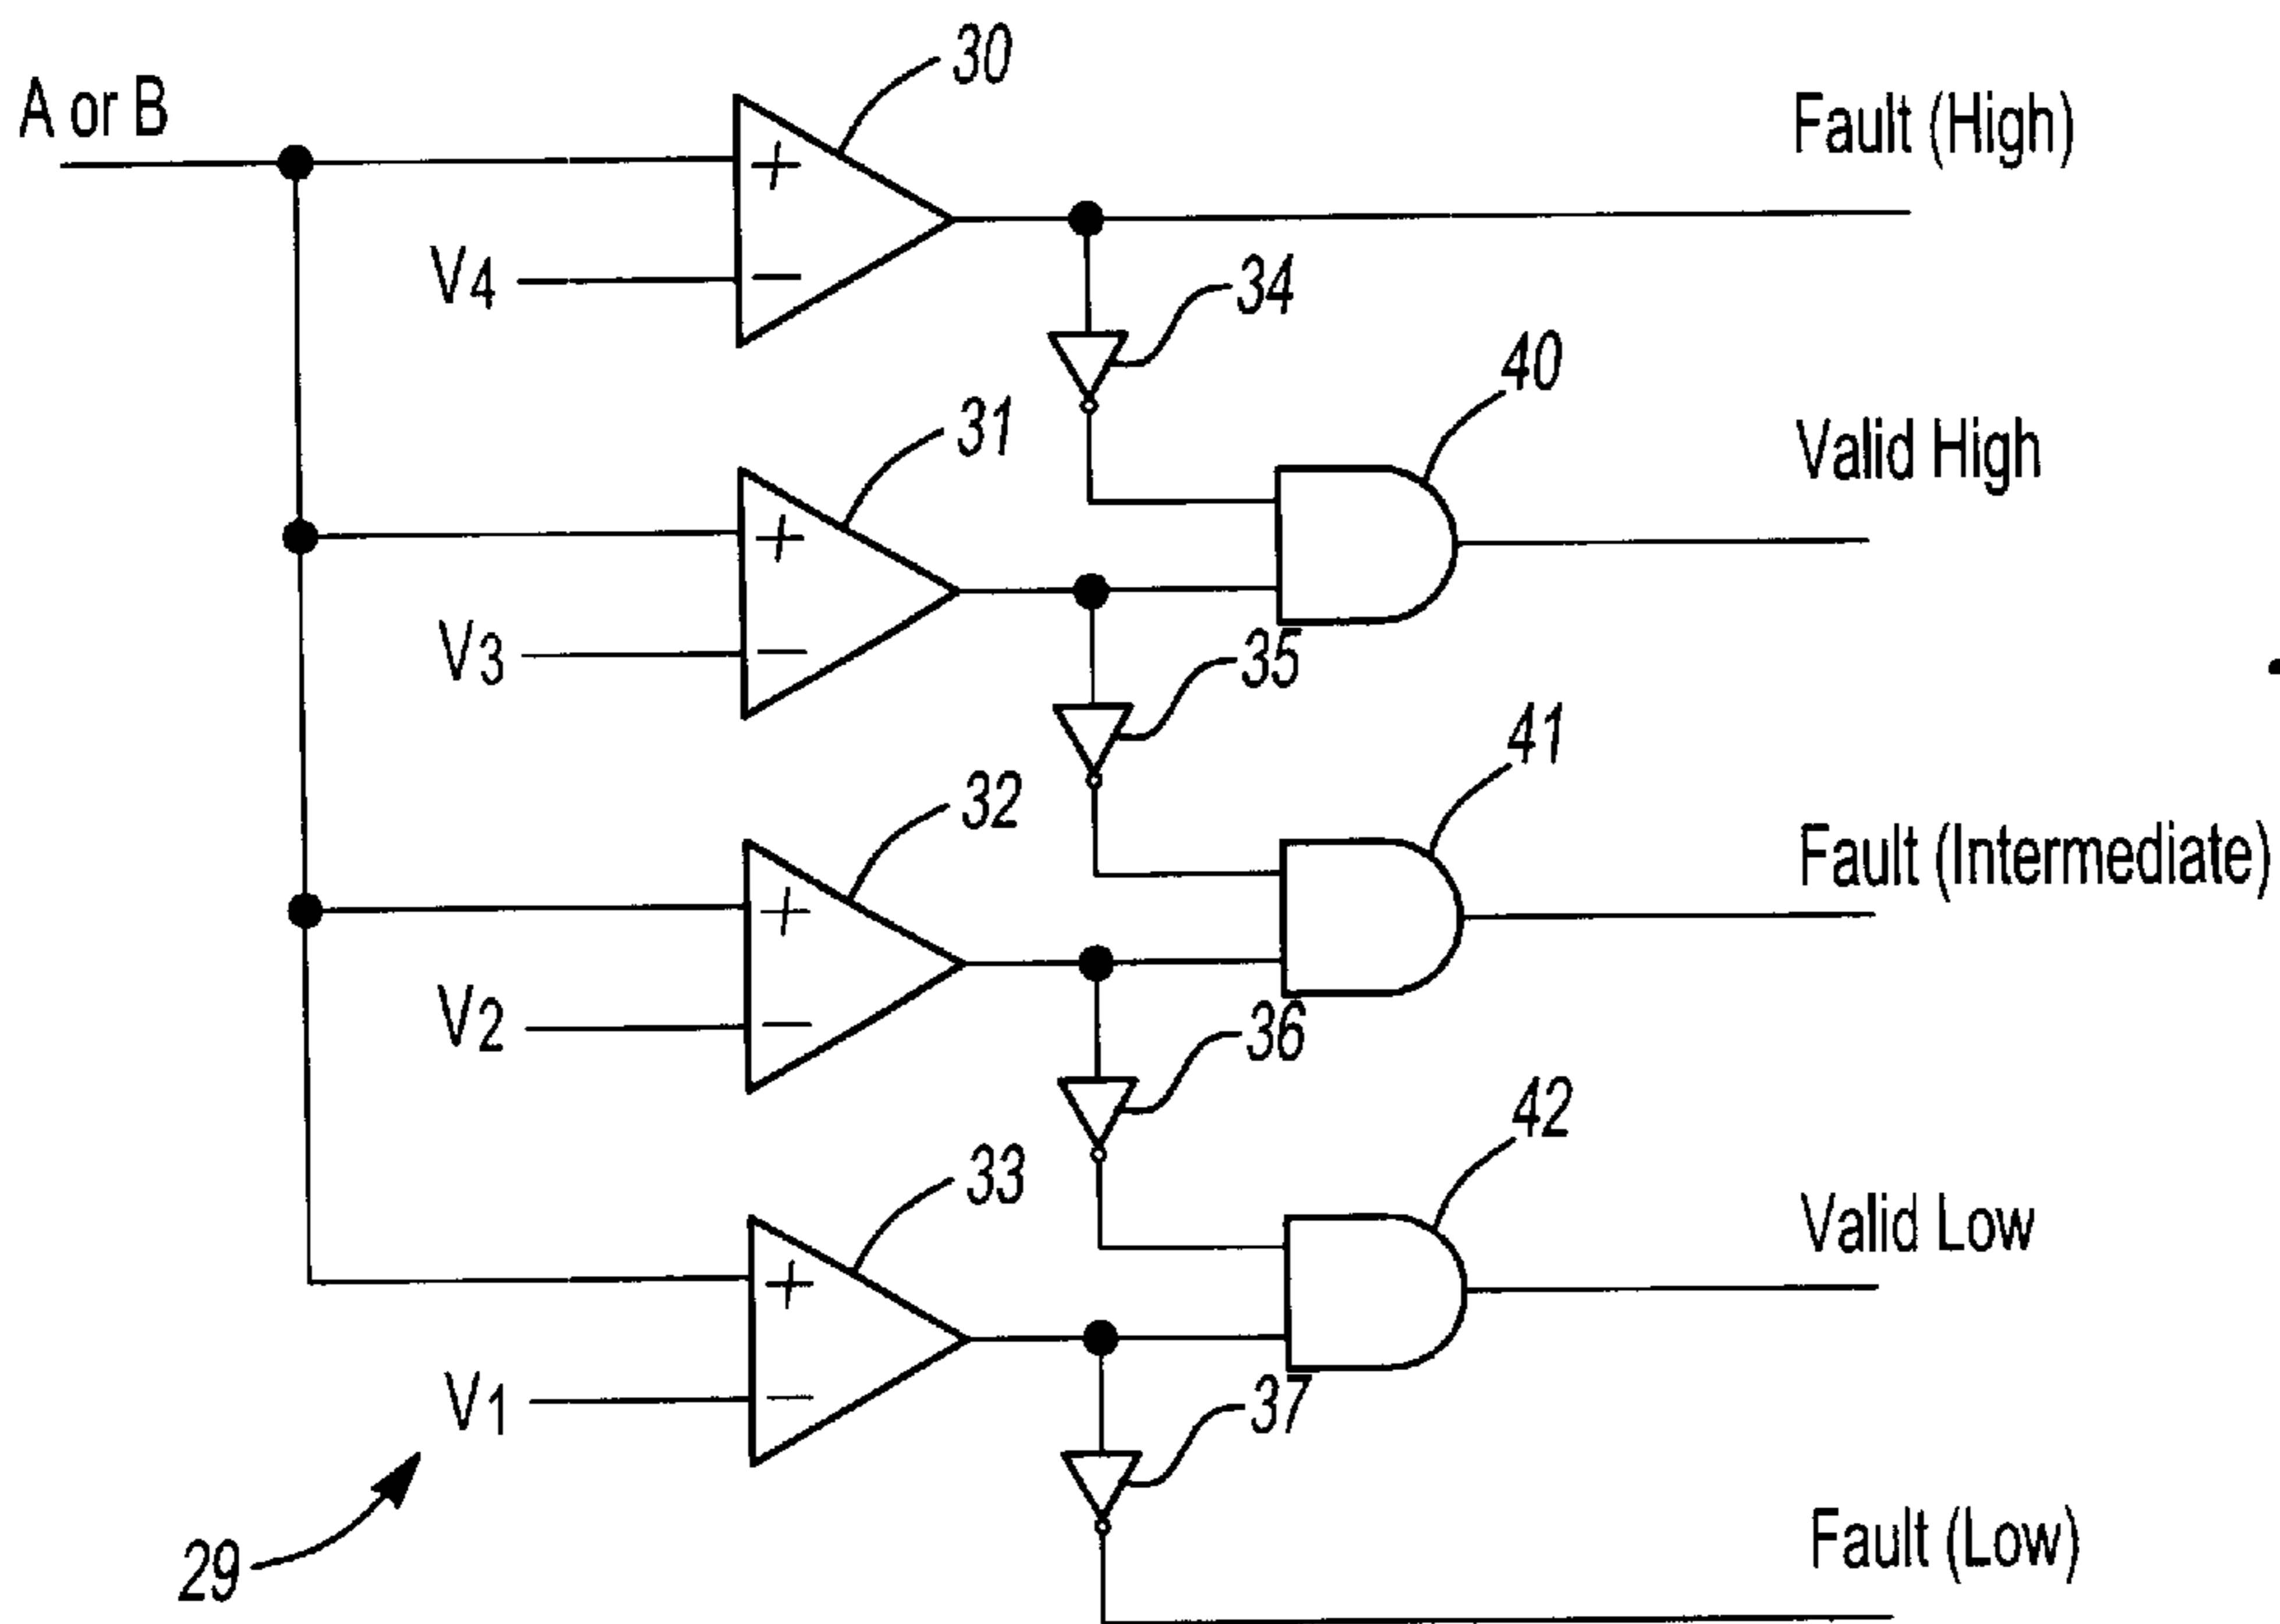 30
A or B
Fault (High)
+
−
V4
34
40
31
Valid High
+
−
V3
35
41
32
Fault (Intermediate)
+
−
V2
36
42
33
Valid Low
+
−
V1
37
29
Fault (Low)